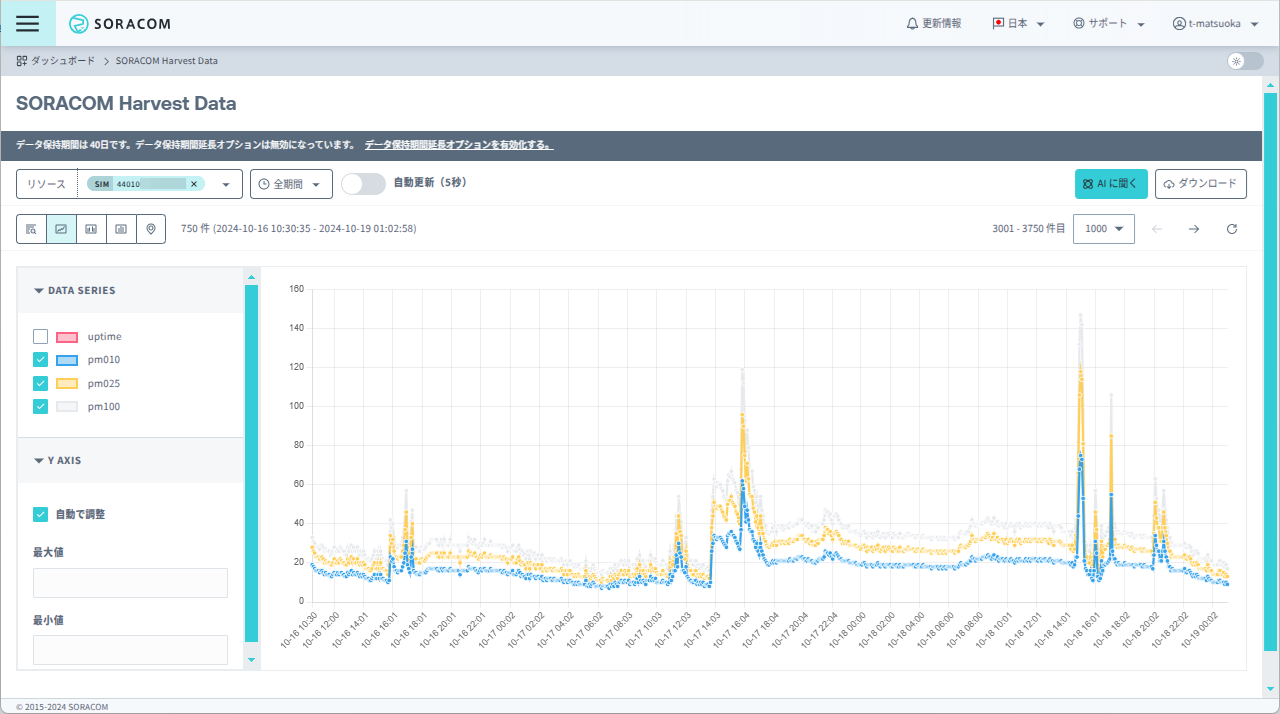 SORACOM
更新情報
日本
サポート
t-matsuoka
ダッシュボード
SORACOM Harvest Data
SORACOM Harvest Data
データ保持期間は 40日です。データ保持期間延長オプションは無効になっています。 データ保持期間延長オプションを有効化する。
リソース
SIM 44010
全期間
自動更新（5秒）
AI に聞く
ダウンロード
750 件 (2024-10-16 10:30:35 - 2024-10-19 01:02:58)
3001 - 3750 件目
1000
DATA SERIES
uptime
pm010
pm025
pm100
Y AXIS
自動で調整
最大値
最小値
160
140
120
100
80
60
40
20
0
10-16 10:30
10-16 12:00
10-16 14:01
10-16 16:01
10-16 18:01
10-16 20:01
10-16 22:01
10-17 00:02
10-17 02:02
10-17 04:02
10-17 06:02
10-17 08:03
10-17 10:03
10-17 12:03
10-17 14:03
10-17 16:04
10-17 18:04
10-17 20:04
10-17 22:04
10-18 00:00
10-18 02:00
10-18 04:00
10-18 06:00
10-18 08:00
10-18 10:01
10-18 12:01
10-18 14:01
10-18 16:01
10-18 18:02
10-18 20:02
10-18 22:02
10-19 00:02
© 2015-2024 SORACOM